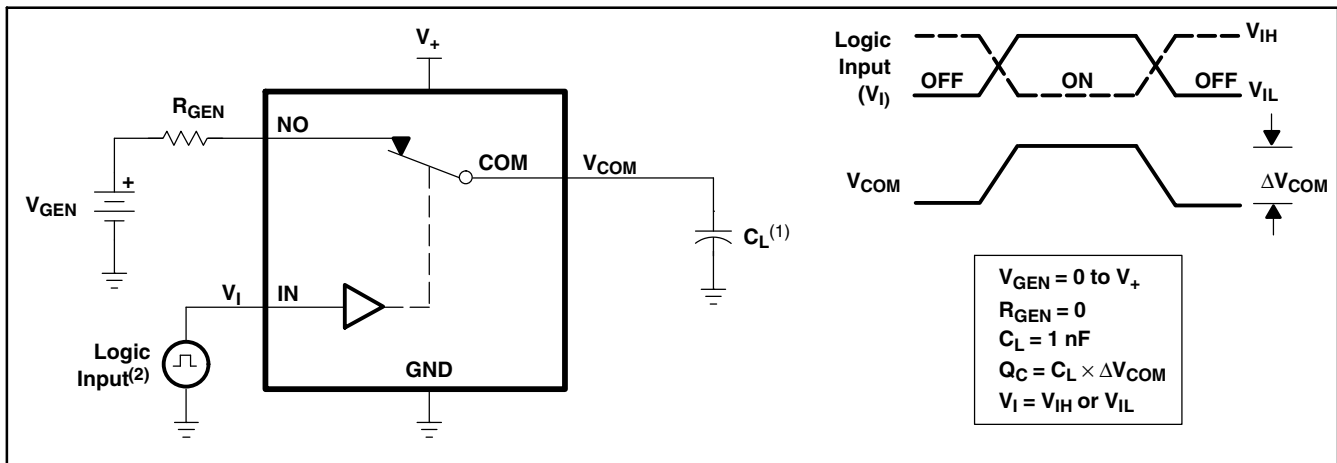 V+
RGEN
NO
COM
VCOM
VGEN
+
CL(1)
VI
IN
Logic
Input(2)
GND
Logic
Input
(VI)
OFF
ON
OFF
VIH
VIL
VCOM
ΔVCOM
VGEN = 0 to V+
RGEN = 0
CL = 1 nF
QC = CL × ΔVCOM
VI = VIH or VIL